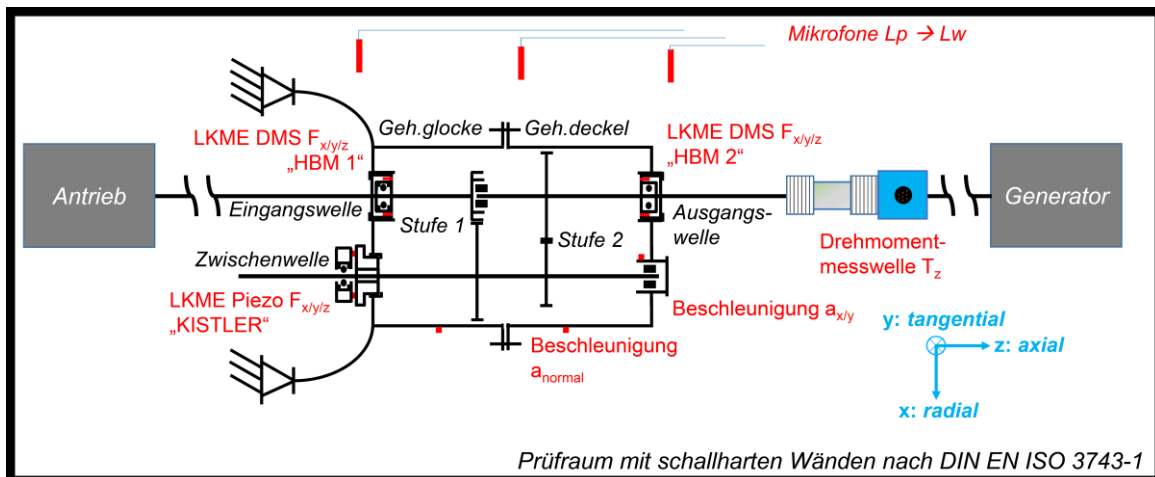 Mikrofone Lp → Lw
Geh.glocke
Geh.deckel
LKME DMS Fx/y/z
„HBM 1“
LKME DMS Fx/y/z
„HBM 2“
Antrieb
Generator
Eingangswelle
Stufe 1
Stufe 2
Ausgangs-
welle
Zwischenwelle
Drehmoment-
messwelle Tz
LKME Piezo Fx/y/z
„KISTLER“
Beschleunigung ax/y
Beschleunigung
anormal
y: tangential
z: axial
x: radial
Prüfraum mit schallharten Wänden nach DIN EN ISO 3743-1